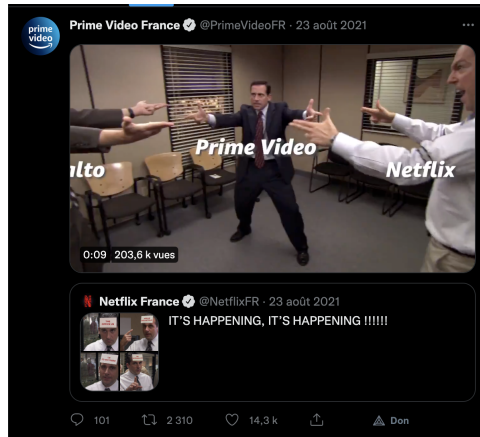 prime
video
Prime Video France @PrimeVideoFR · 23 août 2021
Prime Video
alto
Netflix
0:09 203,6 k vues
N Netflix France @NetflixFR · 23 août 2021
IT'S HAPPENING, IT'S HAPPENING !!!!!!
101 2 310 14,3 k Don